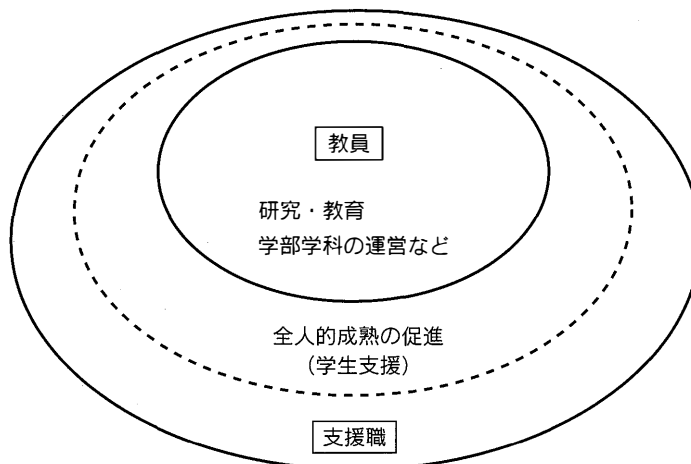 教員
研究・教育
学部学科の運営など
全人的成熟の促進
（学生支援）
支援職